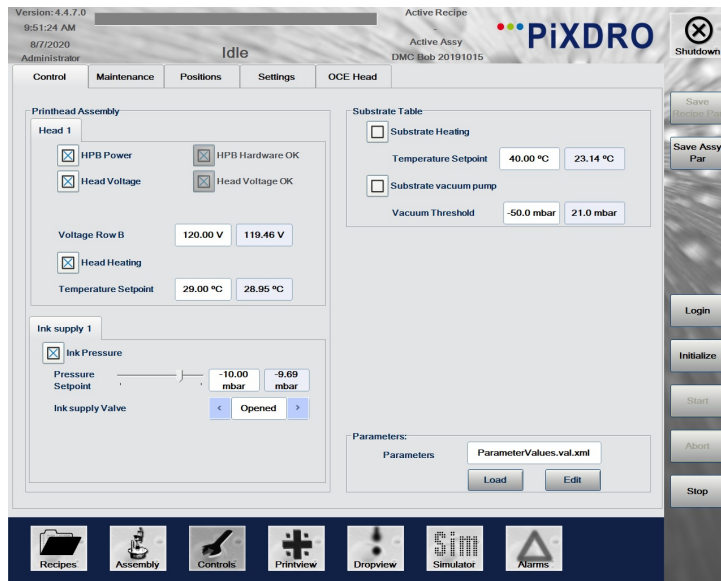 Version: 4.4.7.0
9:51:24 AM
8/7/2020
Administrator
Idle
Active Recipe
-
Active Assy
DMC Bob 20191015
PiXDRO
Shutdown
Control
Maintenance
Positions
Settings
OCE Head
Printhead Assembly
Head 1
HPB Power
HPB Hardware OK
Head Voltage
Head Voltage OK
Voltage Row B
120.00 V
119.46 V
Head Heating
Temperature Setpoint
29.00 ºC
28.95 ºC
Ink supply 1
Ink Pressure
Pressure
Setpoint
-10.00
mbar
-9.69
mbar
Ink supply Valve
<
Opened
>
Substrate Table
Substrate Heating
Temperature Setpoint
40.00 ºC
23.14 ºC
Substrate vacuum pump
Vacuum Threshold
-50.0 mbar
21.0 mbar
Parameters:
Parameters
ParameterValues.val.xml
Load
Edit
Save
Recipe Par
Save Assy
Par
Login
Initialize
Start
Abort
Stop
Recipes
Assembly
Controls
Printview
Dropview
Sim
Simulator
Alarms